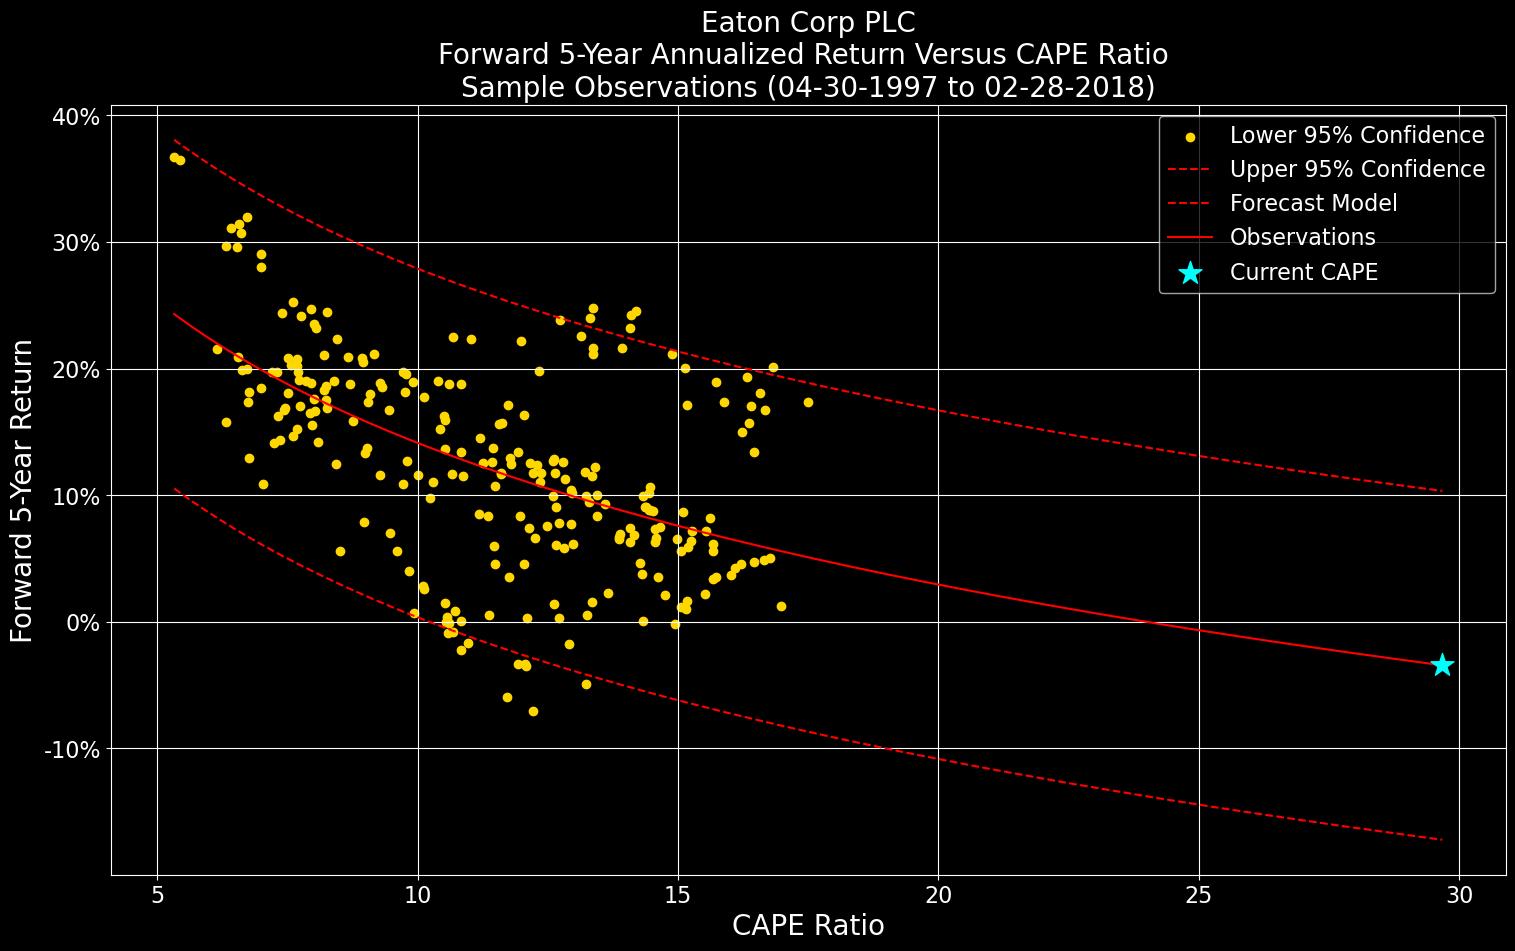 Eaton Corp PLC
Forward 5-Year Annualized Return Versus CAPE Ratio
Sample Observations (04-30-1997 to 02-28-2018)
Lower 95% Confidence
Upper 95% Confidence
Forecast Model
Observations
Current CAPE
Forward 5-Year Return
40%
30%
20%
10%
0%
-10%
5 10 15 20 25 30
CAPE Ratio